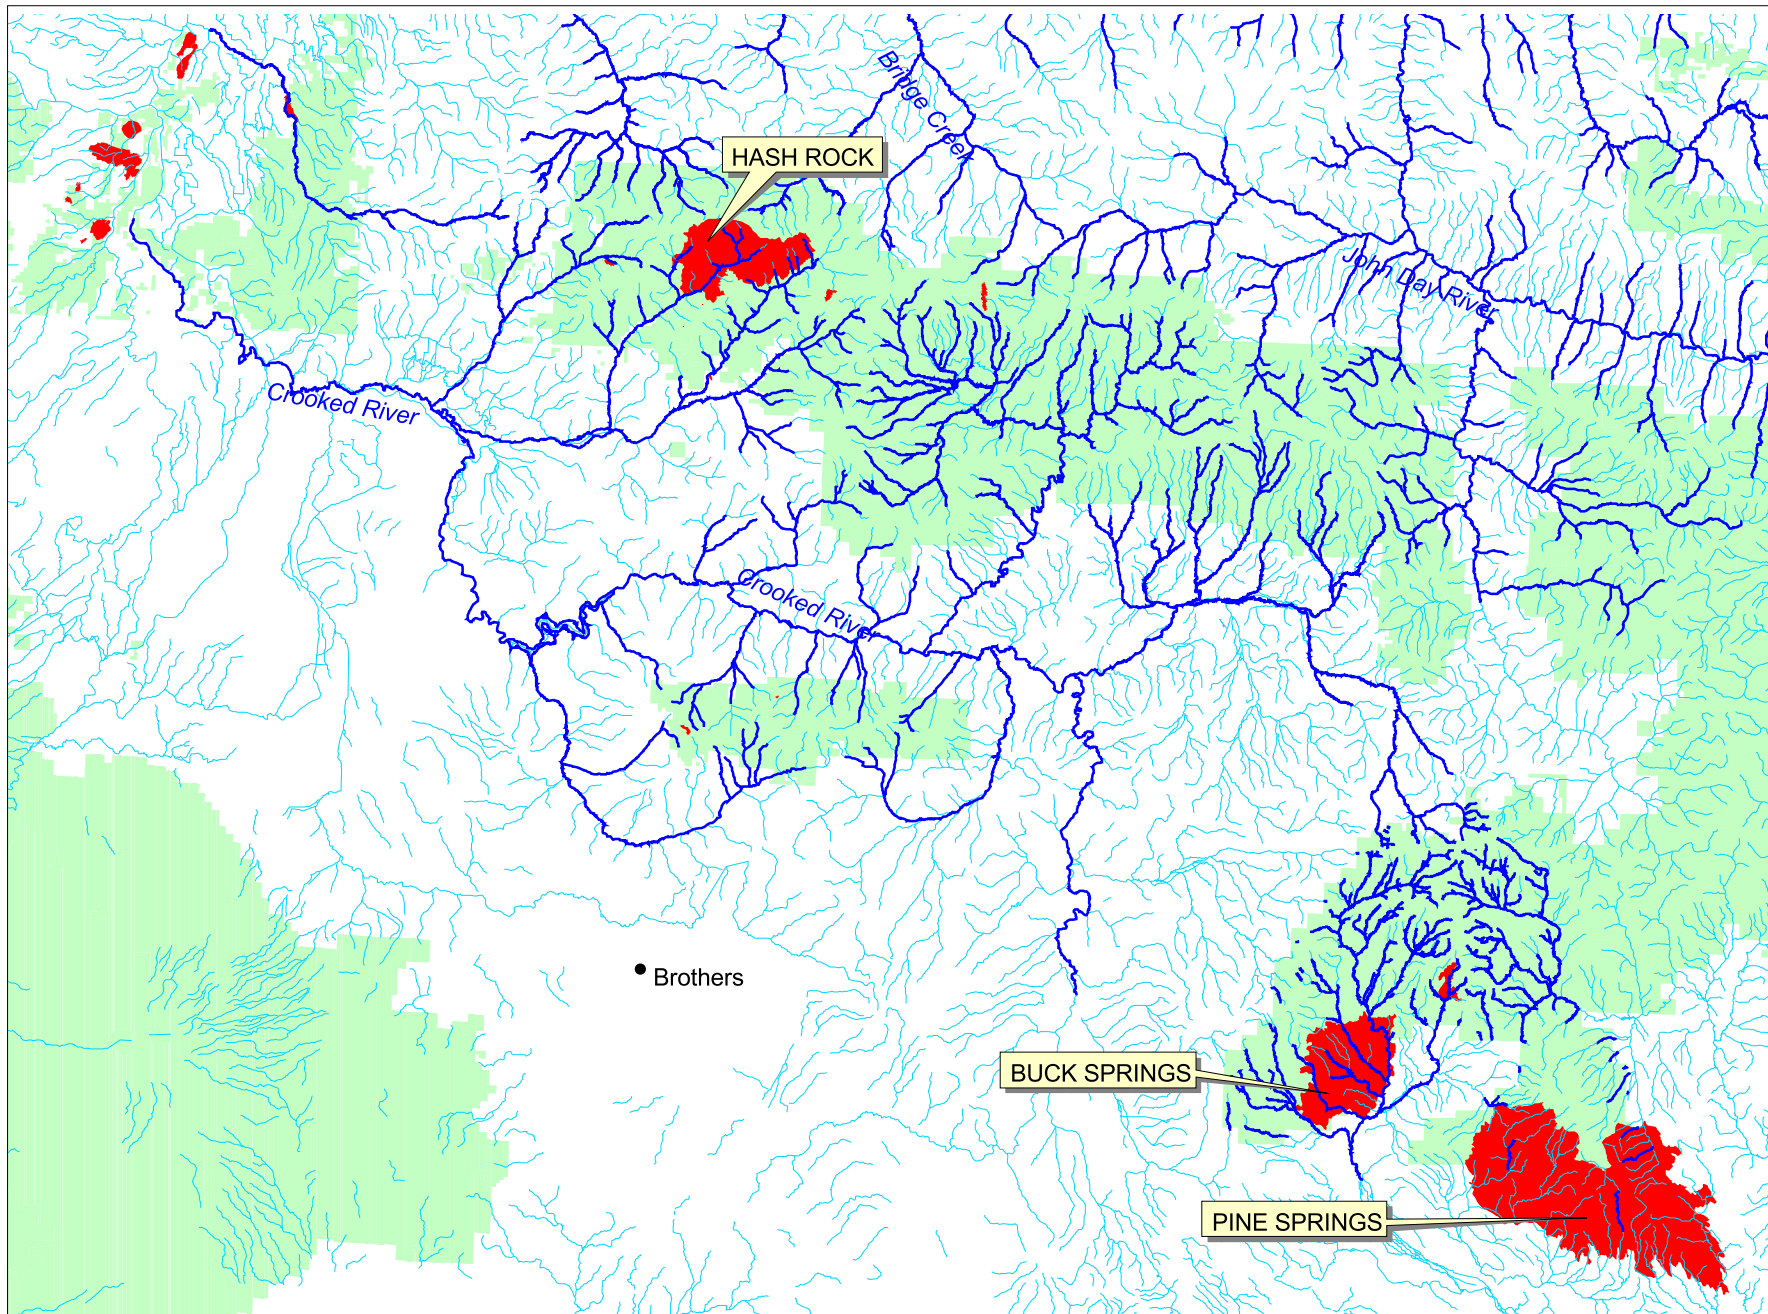 Bridge Creek
HASH ROCK
John Day River
Crooked River
Crooked River
Brothers
BUCK SPRINGS
PINE SPRINGS